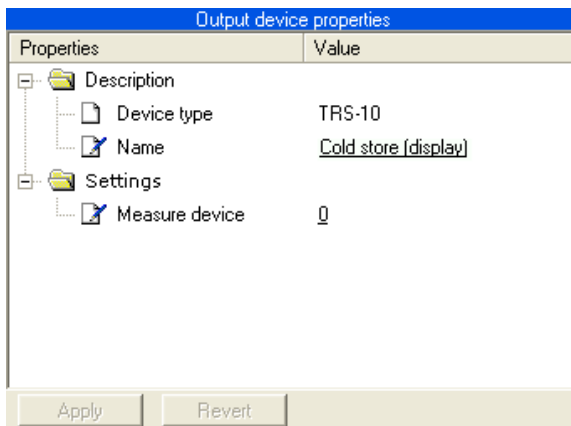 Output device properties
Properties Value
Description
Device type TRS-10
Name Cold store (display)
Settings
Measure device 0
Apply Revert